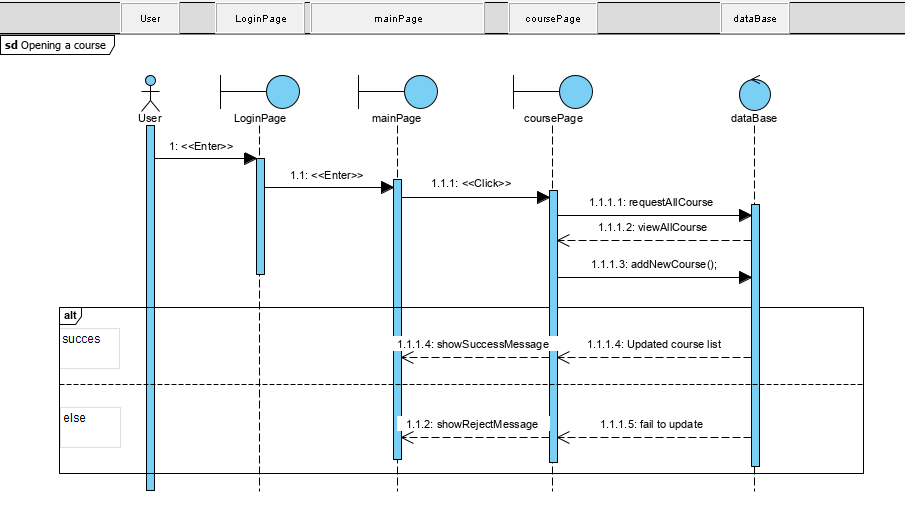 User LoginPage mainPage coursePage dataBase
sd Opening a course
User LoginPage mainPage coursePage dataBase
1: <<Enter>>
1.1: <<Enter>>
1.1.1: <<Click>>
1.1.1.1: requestAllCourse
1.1.1.2: viewAllCourse
1.1.1.3: addNewCourse();
alt
succes
1.1.1.4: showSuccessMessage 1.1.1.4: Updated course list
else
1.1.2: showRejectMessage 1.1.1.5: fail to update